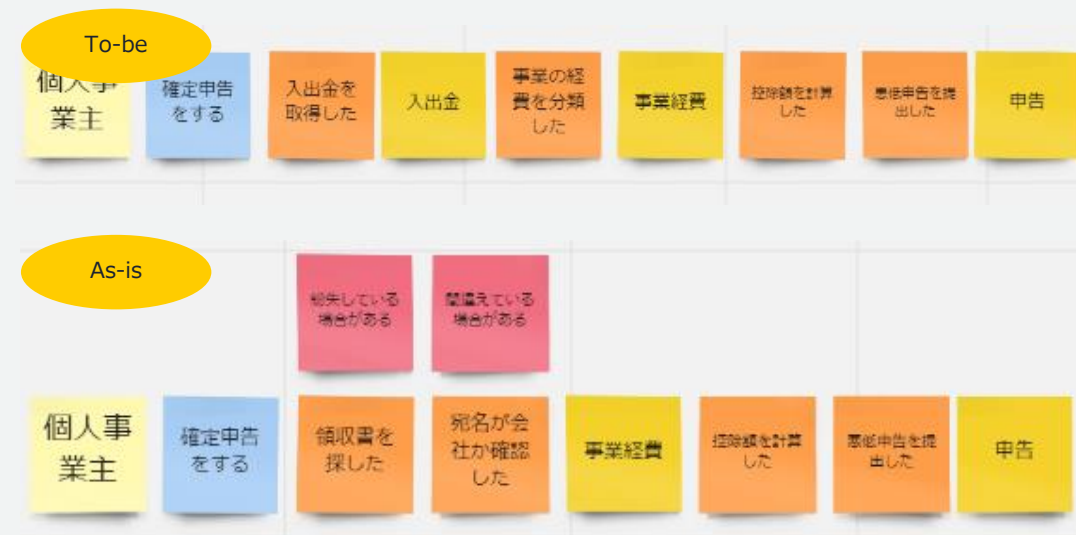 To-be
個人事
業主
確定申告
をする
入出金を
取得した
入出金
事業の経
費を分類
した
事業経費
控除額を計算
した
悪低申告を提
出した
申告
As-is
紛失している
場合がある
間違えている
場合がある
個人事
業主
確定申告
をする
領収書を
探した
宛名が会
社か確認
した
事業経費
控除額を計算
した
悪低申告を提
出した
申告